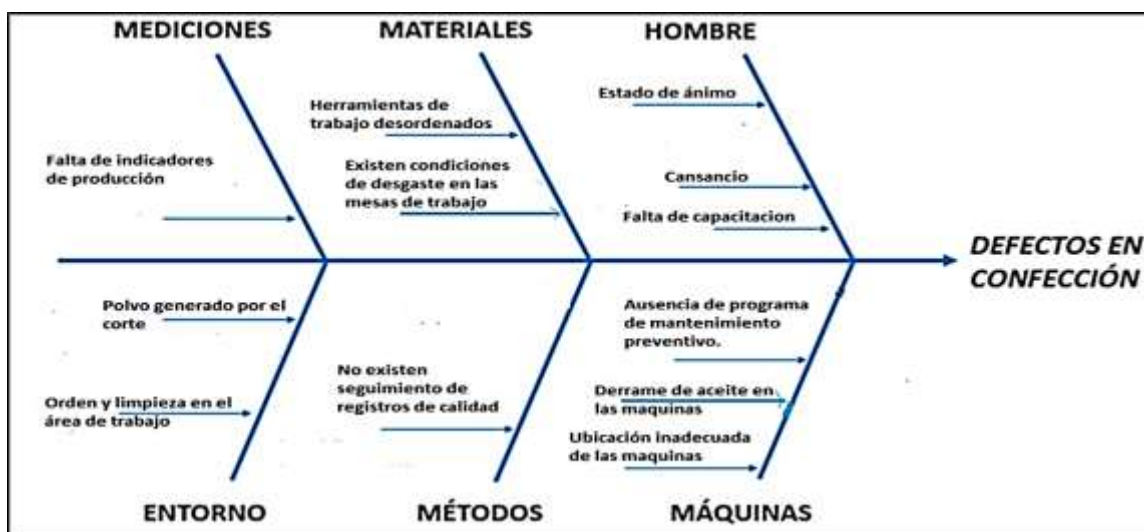 MEDICIONES
MATERIALES
HOMBRE
Estado de ánimo
Herramientas de
trabajo desordenados
Falta de indicadores
de producción
Existen condiciones
de desgaste en las
mesas de trabajo
Cansancio
Falta de capacitacion
DEFECTOS EN
CONFECCIÓN
Polvo generado por el
corte
Ausencia de programa
de mantenimiento
preventivo.
No existen
seguimiento de
registros de calidad
Orden y limpieza en el
área de trabajo
Derrame de aceite en
las maquinas
Ubicación inadecuada
de las maquinas
ENTORNO
MÉTODOS
MÁQUINAS